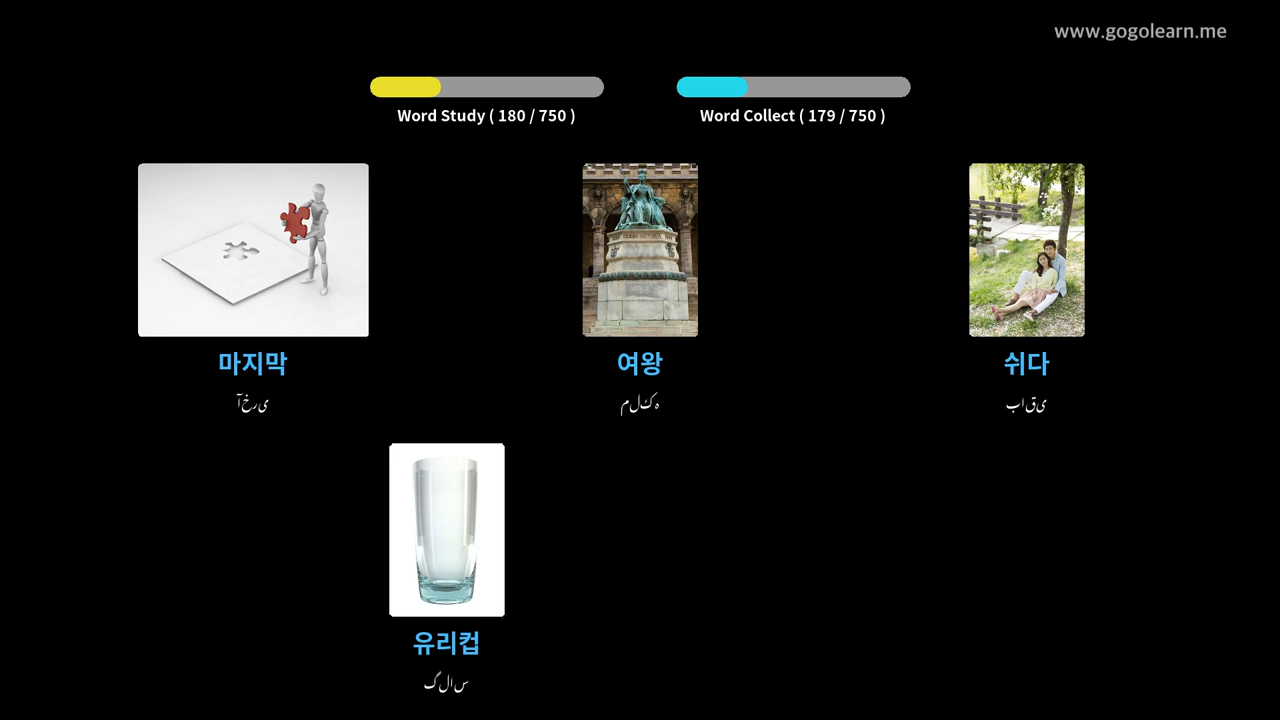 www.gogolearn.me
Word Study ( 180 / 750 )
Word Collect ( 179 / 750 )
마지막
آخری
여왕
ملکہ
쉬다
باقی
유리컵
گلاس